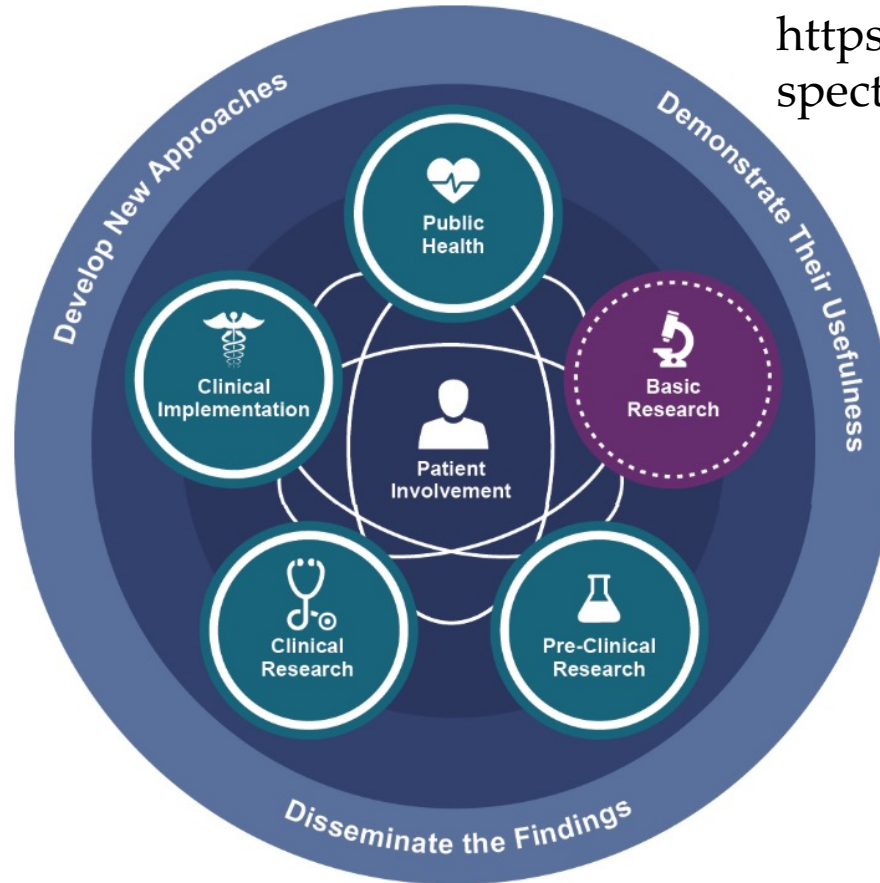 https
spect
Develop New Approaches
Demonstrate Their Usefulness
Public
Health
Clinical
Implementation
Basic
Research
Patient
Involvement
Clinical
Research
Pre-Clinical
Research
Disseminate the Findings